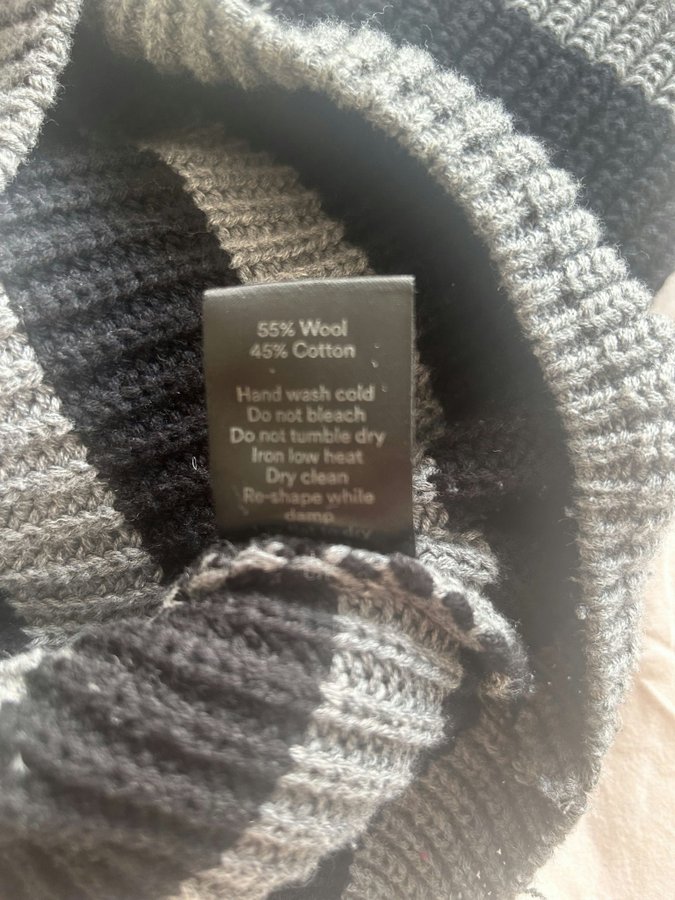 55% Wool
45% Cotton
Hand wash cold
Do not bleach
Do not tumble dry
Iron low heat
Dry clean
Re-shape while
damp